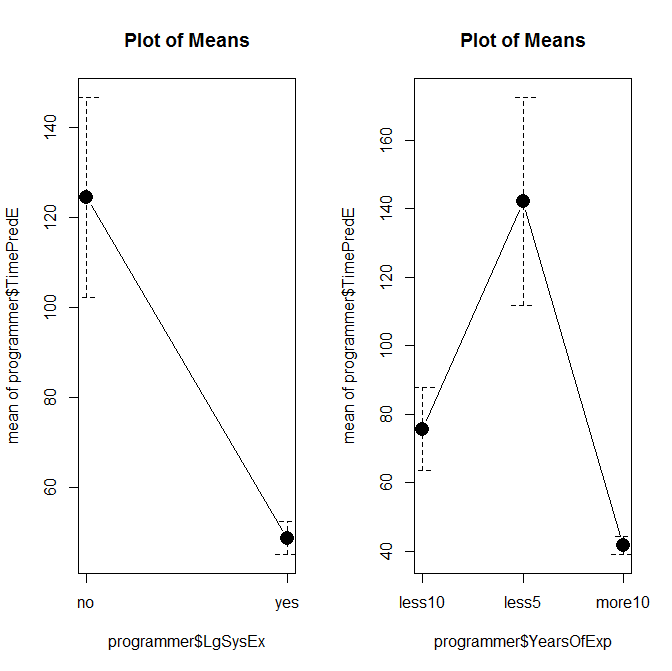 Plot of Means
mean of programmer$TimePredE
140
120
100
80
60
no
yes
programmer$LgSysEx
Plot of Means
mean of programmer$TimePredE
160
140
120
100
80
60
40
less10
less5
more10
programmer$YearsOfExp